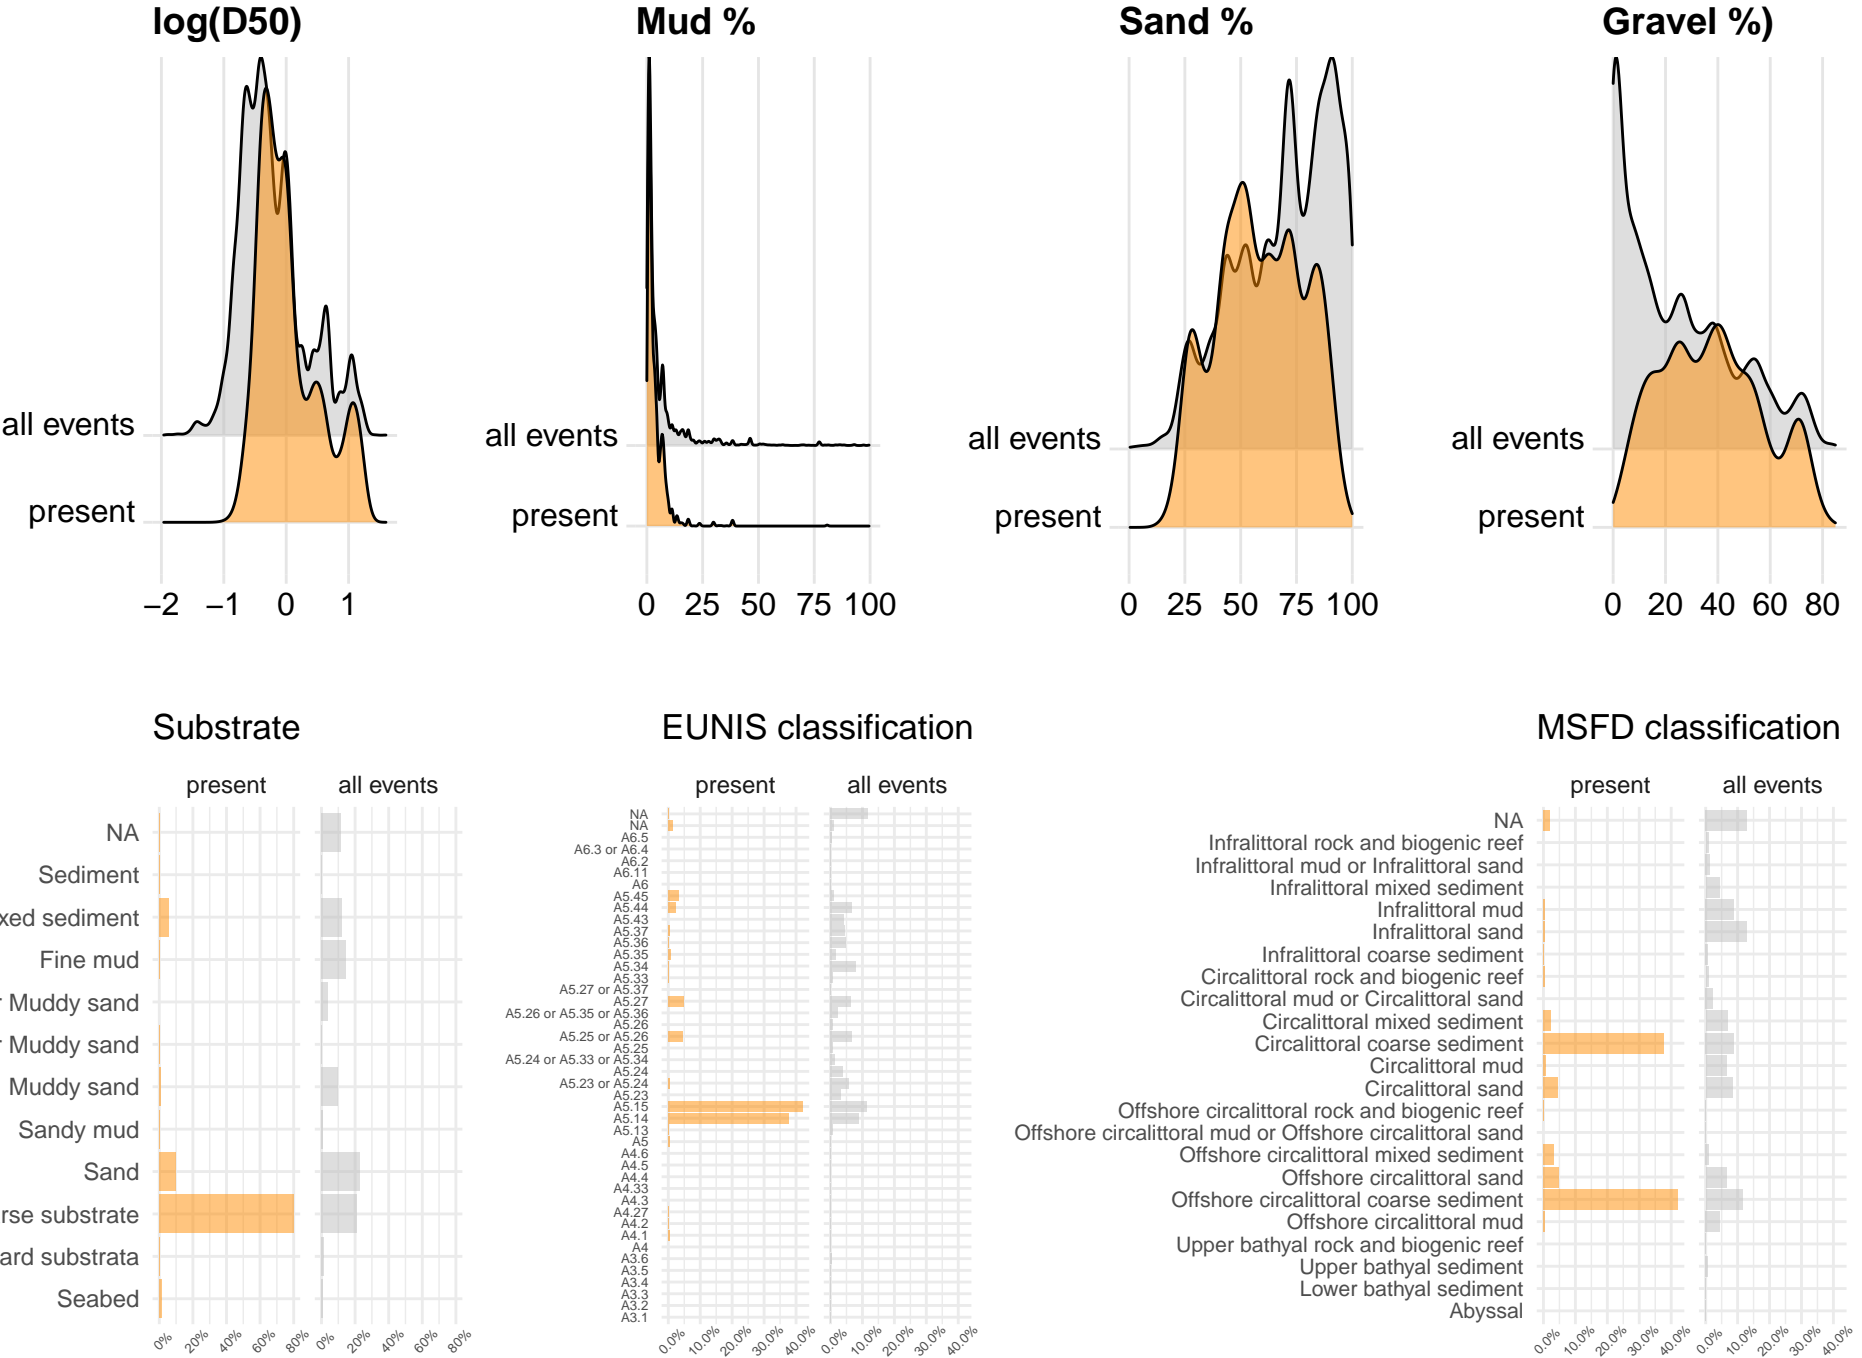 log(D50) Mud % Sand % Gravel %)
all events all events all events all events
present present present present
−2 −1 0 1 0 25 50 75 100 0 25 50 75 100 0 20 40 60 80
Substrate EUNIS classification MSFD classification
present all events present all events present all events
NA
Sediment
xed sediment
Fine mud
r Muddy sand
r Muddy sand
Muddy sand
Sandy mud
Sand
rse substrate
ard substrata
Seabed
0% 20% 40% 60% 80% 0% 20% 40% 60% 80%
NA
NA
A6.5
A6.3 or A6.4
A6.2
A6.11
A6
A5.45
A5.44
A5.43
A5.37
A5.36
A5.35
A5.34
A5.33
A5.27 or A5.37
A5.27
A5.26 or A5.35 or A5.36
A5.26
A5.25 or A5.26
A5.25
A5.24 or A5.33 or A5.34
A5.24
A5.23 or A5.24
A5.23
A5.15
A5.14
A5.13
A5
A4.6
A4.5
A4.4
A4.33
A4.3
A4.27
A4.2
A4.1
A4
A3.6
A3.5
A3.4
A3.3
A3.2
A3.1
0.0% 10.0% 20.0% 30.0% 40.0% 0.0% 10.0% 20.0% 30.0% 40.0%
NA
Infralittoral rock and biogenic reef
Infralittoral mud or Infralittoral sand
Infralittoral mixed sediment
Infralittoral mud
Infralittoral sand
Infralittoral coarse sediment
Circalittoral rock and biogenic reef
Circalittoral mud or Circalittoral sand
Circalittoral mixed sediment
Circalittoral coarse sediment
Circalittoral mud
Circalittoral sand
Offshore circalittoral rock and biogenic reef
Offshore circalittoral mud or Offshore circalittoral sand
Offshore circalittoral mixed sediment
Offshore circalittoral sand
Offshore circalittoral coarse sediment
Offshore circalittoral mud
Upper bathyal rock and biogenic reef
Upper bathyal sediment
Lower bathyal sediment
Abyssal
0.0% 10.0% 20.0% 30.0% 40.0% 0.0% 10.0% 20.0% 30.0% 40.0%